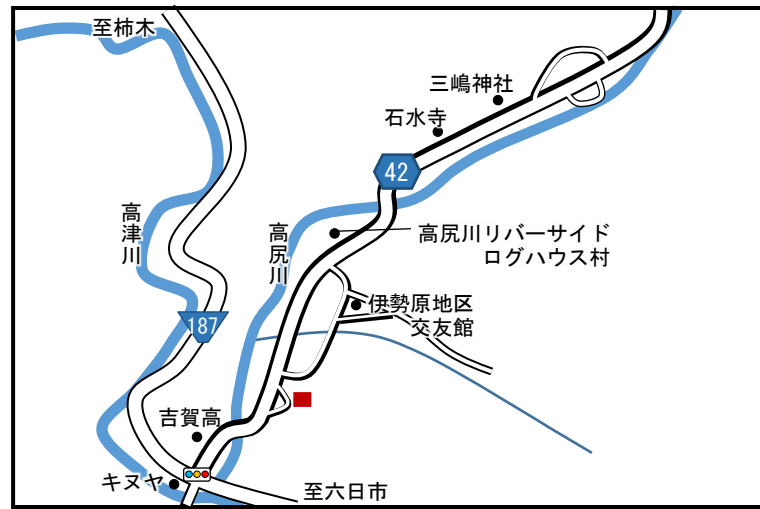 至柿木
三嶋神社
石水寺
42
高津川
高尻川
高尻川リバーサイド
ログハウス村
伊勢原地区
交友館
187
吉賀高
キヌヤ
至六日市